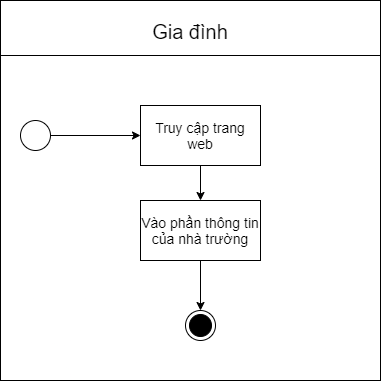 Gia đình
Truy cập trang
web
Vào phần thông tin
của nhà trường